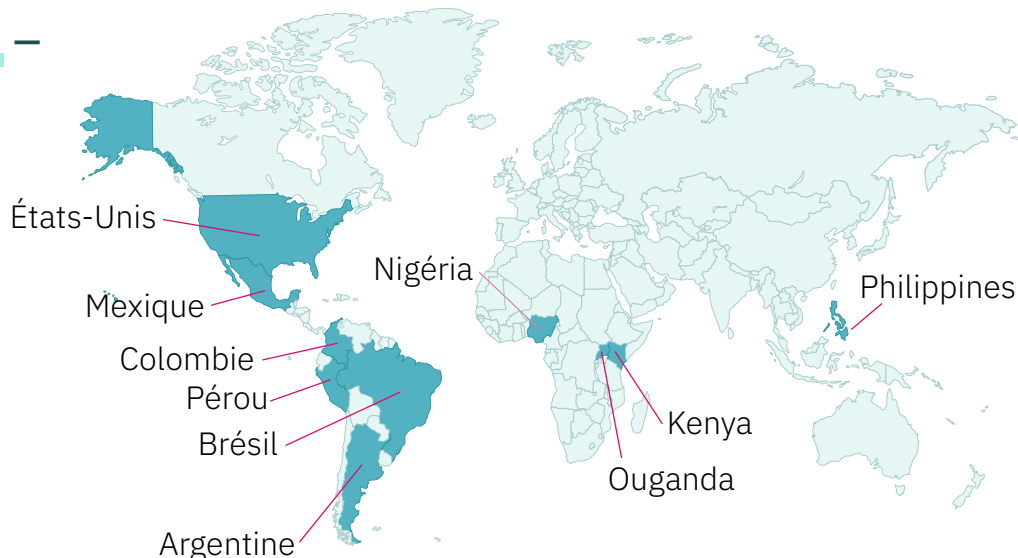 États-Unis
Nigéria
Philippines
Mexique
Colombie
Pérou
Kenya
Brésil
Ouganda
Argentine